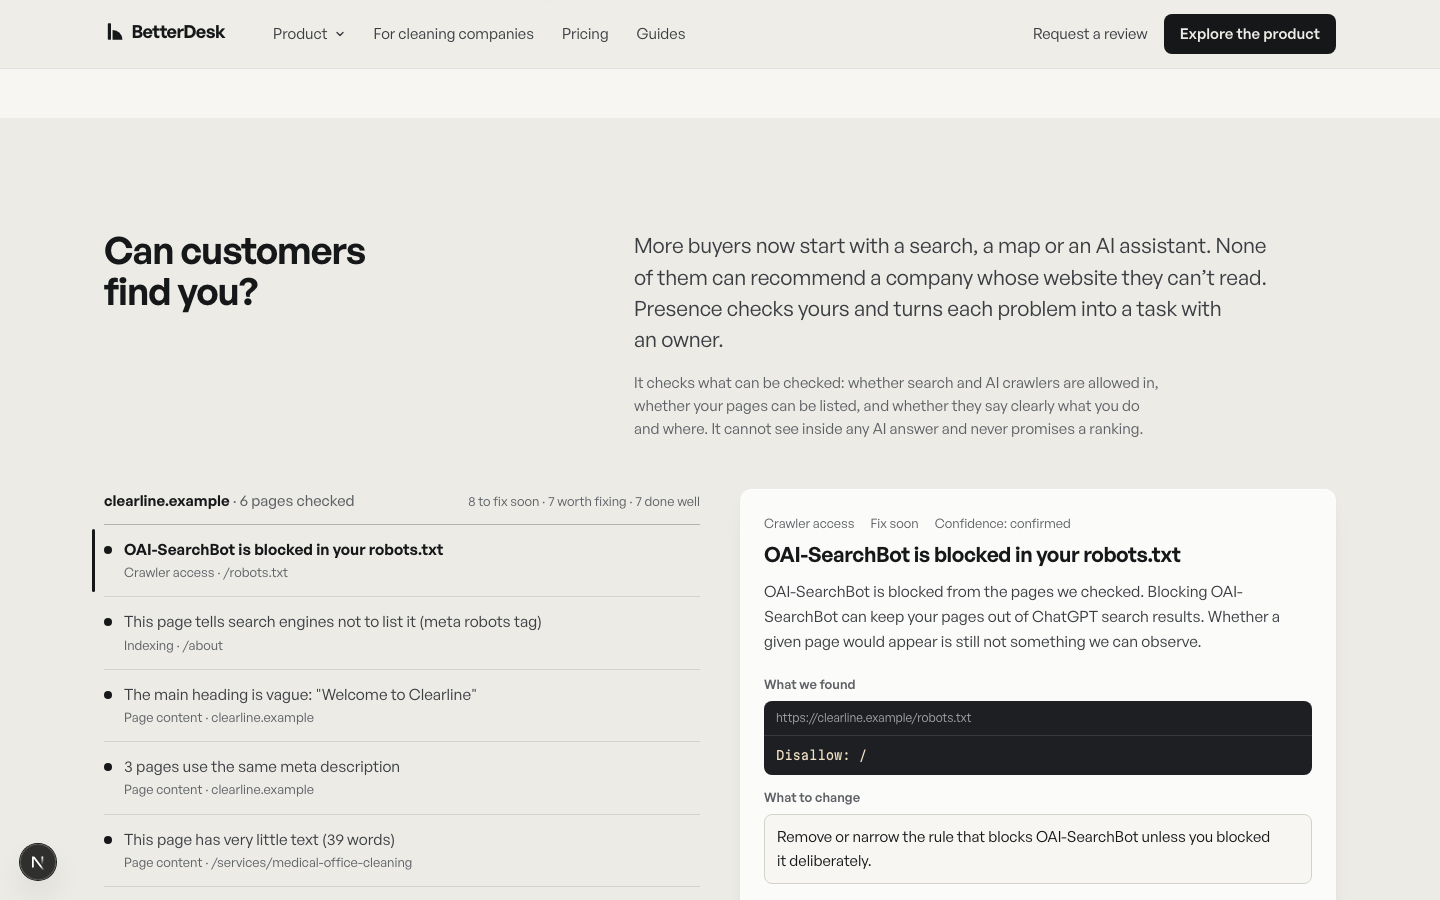 BetterDesk
Product
For cleaning companies
Pricing
Guides
Request a review
Explore the product
Can customers
find you?
More buyers now start with a search, a map or an AI assistant. None
of them can recommend a company whose website they can’t read.
Presence checks yours and turns each problem into a task with
an owner.
It checks what can be checked: whether search and AI crawlers are allowed in,
whether your pages can be listed, and whether they say clearly what you do
and where. It cannot see inside any AI answer and never promises a ranking.
clearline.example · 6 pages checked
8 to fix soon · 7 worth fixing · 7 done well
OAI-SearchBot is blocked in your robots.txt
Crawler access · /robots.txt
This page tells search engines not to list it (meta robots tag)
Indexing · /about
The main heading is vague: "Welcome to Clearline"
Page content · clearline.example
3 pages use the same meta description
Page content · clearline.example
This page has very little text (39 words)
Page content · /services/medical-office-cleaning
Crawler access
Fix soon
Confidence: confirmed
OAI-SearchBot is blocked in your robots.txt
OAI-SearchBot is blocked from the pages we checked. Blocking OAI-
SearchBot can keep your pages out of ChatGPT search results. Whether a
given page would appear is still not something we can observe.
What we found
https://clearline.example/robots.txt
Disallow: /
What to change
Remove or narrow the rule that blocks OAI-SearchBot unless you blocked
it deliberately.
N